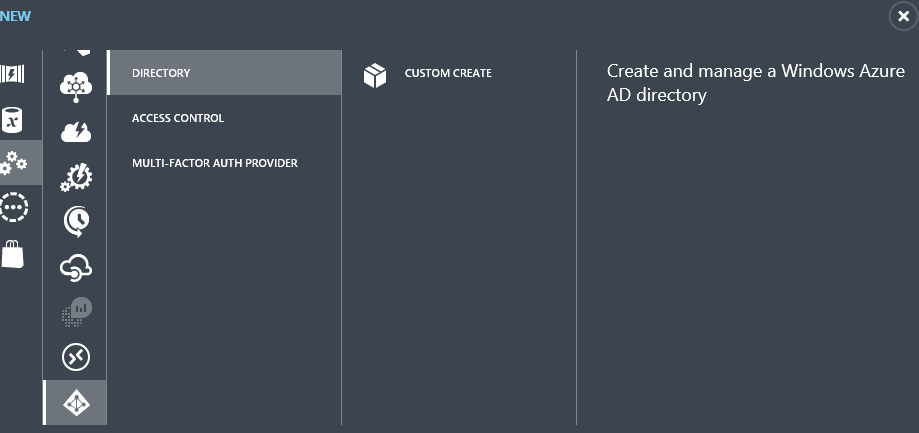 NEW
DIRECTORY
ACCESS CONTROL
MULTI-FACTOR AUTH PROVIDER
CUSTOM CREATE
Create and manage a Windows Azure
AD directory